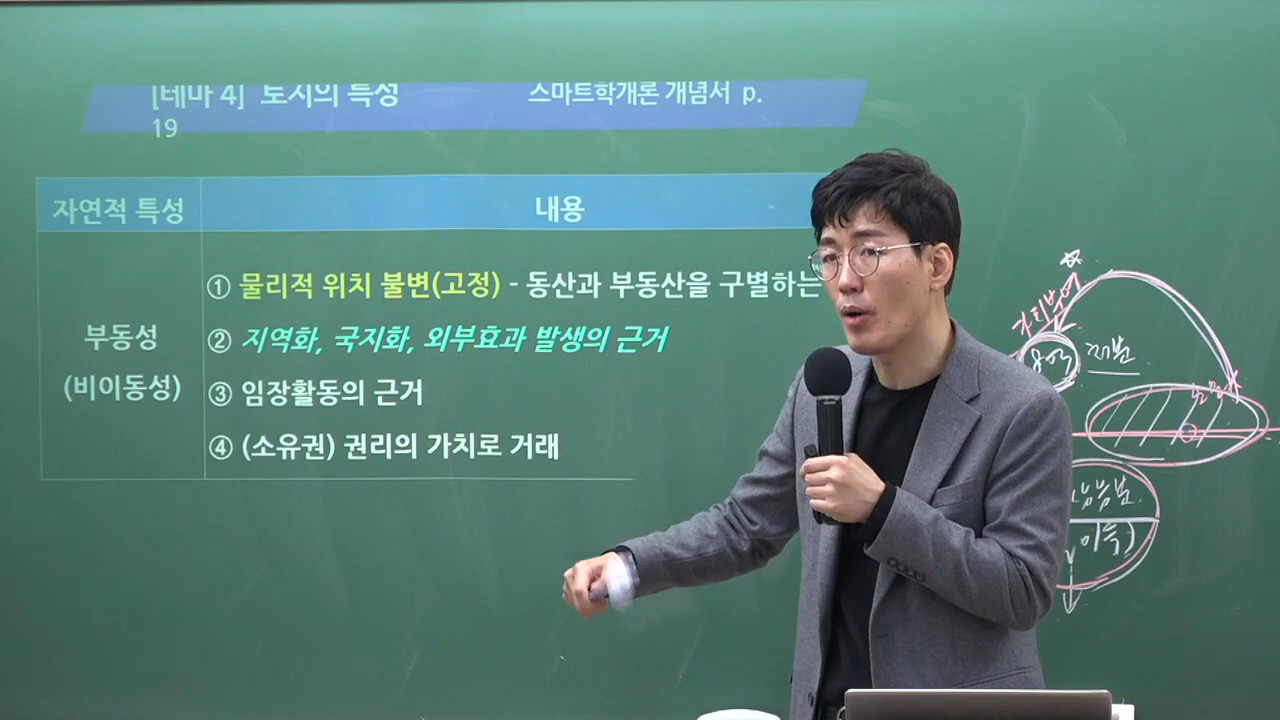 [테마 4] 토지의 특성 스마트학개론 개념서 p.
19
자연적 특성 내용
부동성
(비이동성)
① 물리적 위치 불변(고정) - 동산과 부동산을 구별하는
② 지역화, 국지화, 외부효과 발생의 근거
③ 임장활동의 근거
④ (소유권) 권리의 가치로 거래